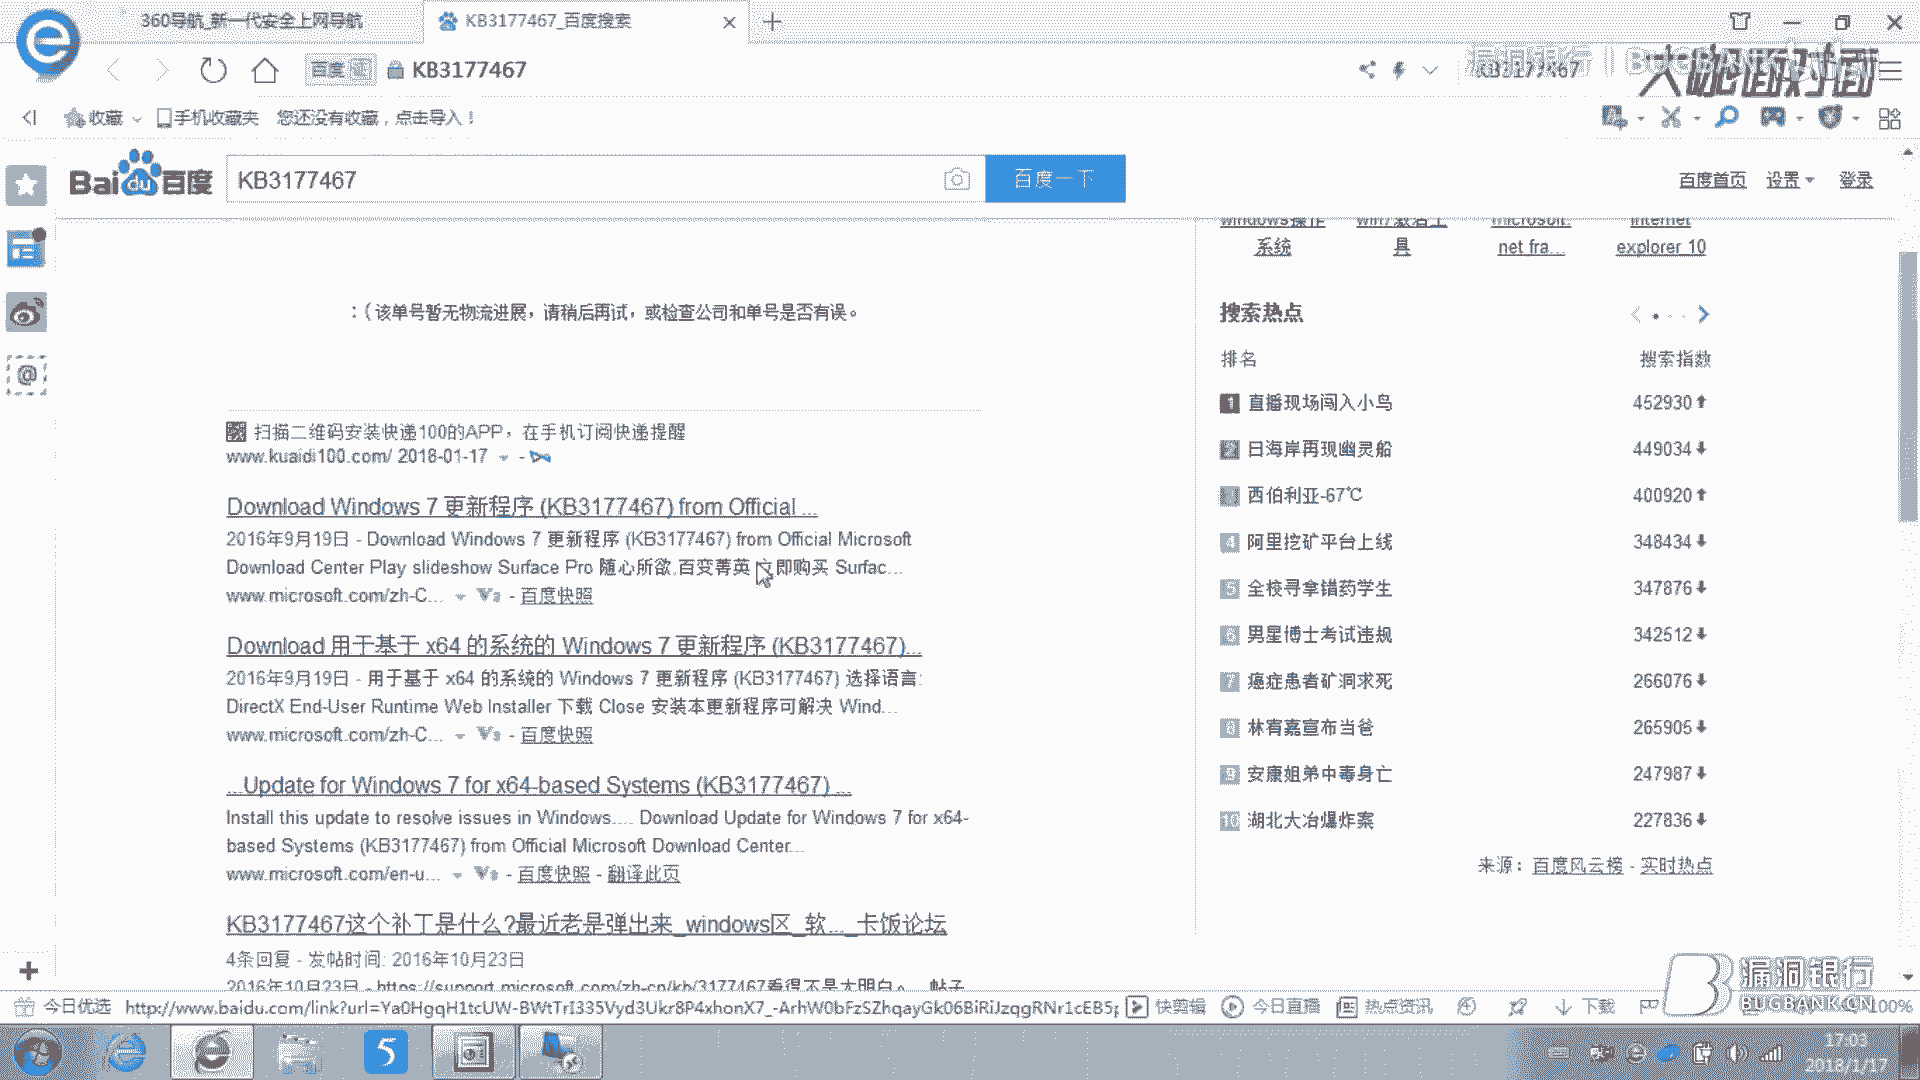 360导航_新一代安全上网导航
KB3177467_百度搜索
百度 证 KB3177467
KB3177467
漏洞银行 | BUGBANK
大咖面对面
收藏 手机收藏夹 您还没有收藏，点击导入！
Bai du 百度 KB3177467 百度一下
百度首页 设置 登录
windows操作系统
win7激活工具
microsoft. net fra...
internet explorer 10
：（ 该单号暂无物流进展，请稍后再试，或检查公司和单号是否有误。
扫描二维码安装快递100的APP，在手机订阅快递提醒
www.kuaidi100.com/ 2018-01-17
Download Windows 7 更新程序 (KB3177467) from Official ...
2016年9月19日 - Download Windows 7 更新程序 (KB3177467) from Official Microsoft
Download Center Play slideshow Surface Pro 随心所欲,百变菁英 即购买 Surfac...
www.microsoft.com/zh-C... - 百度快照
Download 用于基于 x64 的系统的 Windows 7 更新程序 (KB3177467)...
2016年9月19日 - 用于基于 x64 的系统的 Windows 7 更新程序 (KB3177467) 选择语言:
DirectX End-User Runtime Web Installer 下载 Close 安装本更新程序可解决 Wind...
www.microsoft.com/zh-C... - 百度快照
...Update for Windows 7 for x64-based Systems (KB3177467) ...
Install this update to resolve issues in Windows.... Download Update for Windows 7 for x64-
based Systems (KB3177467) from Official Microsoft Download Center...
www.microsoft.com/en-u... - 百度快照 - 翻译此页
KB3177467这个补丁是什么?最近老是弹出来_windows区_软..._卡饭论坛
4条回复 - 发帖时间: 2016年10月23日
2016年10月23日 - https://support.microsoft.com/zh-cn/kb/3177467看得不是太明白。 帖子
搜索热点
排名 搜索指数
1 直播现场闯入小鸟 452930
2 日海岸再现幽灵船 449034
3 西伯利亚-67℃ 400920
4 阿里挖矿平台上线 348434
5 全校寻拿错药学生 347876
6 男星博士考试违规 342512
7 癌症患者矿洞求死 266076
8 林宥嘉宣布当爸 265905
9 安康姐弟中毒身亡 247987
10 湖北大冶爆炸案 227836
来源：百度风云榜 - 实时热点
漏洞银行
BUGBANK.CN
今日优选 快剪辑 今日直播 热点资讯 下载 100%
17:03
2018/1/17